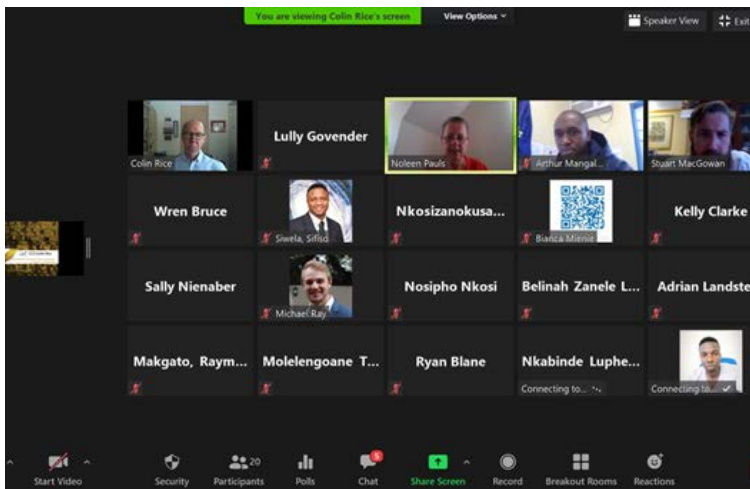 You are viewing Colin Rice's screen View Options
Speaker View Exit
Colin Rice Lully Govender Noleen Pauls Arthur Mangal... Stuart MacGowan
Wren Bruce Siwela, Sifiso Nkosizanokusa... Bianca Mienie Kelly Clarke
Sally Nienaber Michael Ray Nosipho Nkosi Belinah Zanele L... Adrian Landste
Makgato, Raym... Molelengoane T... Ryan Blane Nkabinde Luphe...
Connecting to... Connecting to...
5
20
Start Video Security Participants Polls Chat Share Screen Record Breakout Rooms Reactions